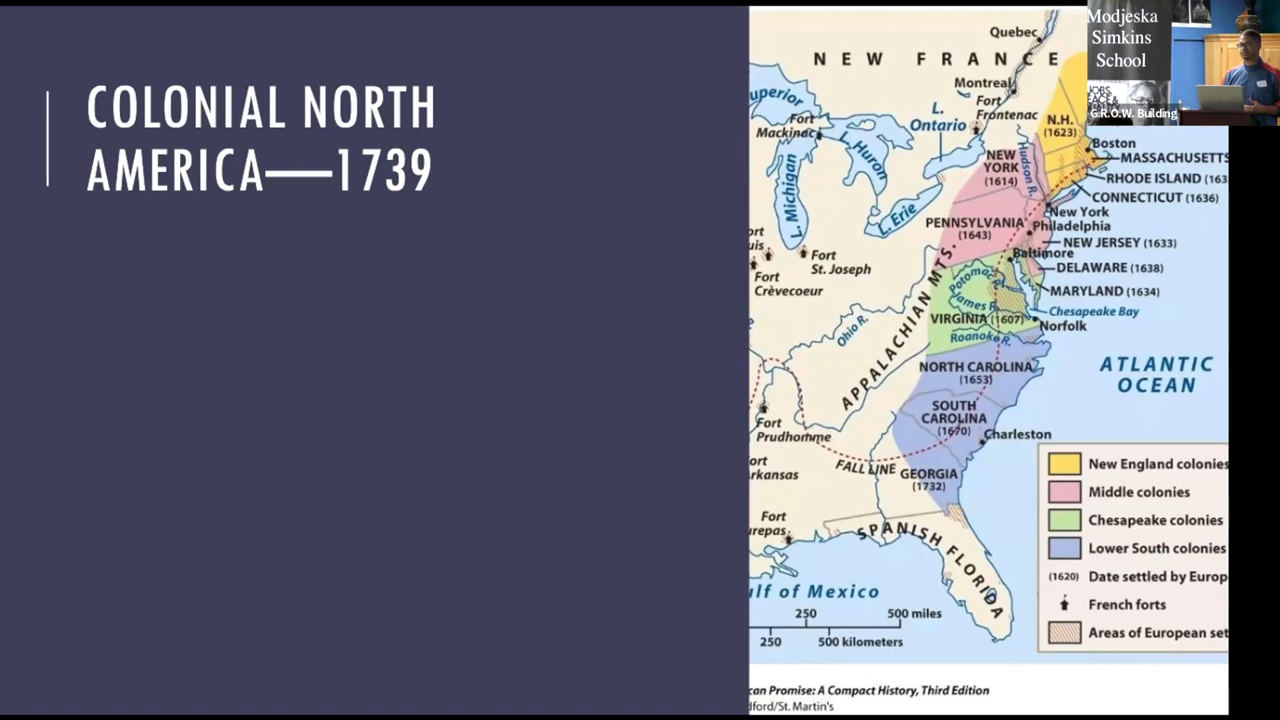 COLONIAL NORTH
AMERICA—1739
Modjeska
Simkins
School
JOBS,
G.R.O.W. Building
Quebec
NEW FRANCE
Montreal
Superior
Fort
Mackinac
L. Huron
L.
Ontario
Fort
Frontenac
L. Michigan
L. Erie
Hudson R.
N.H.
(1623)
Boston
MASSACHUSETTS
NEW
YORK
(1614)
RHODE ISLAND (163
CONNECTICUT (1636)
New York
PENNSYLVANIA
(1643)
Philadelphia
NEW JERSEY (1633)
Baltimore
DELAWARE (1638)
MARYLAND (1634)
Fort
St. Joseph
Fort
Crèvecoeur
Potomac R.
James R.
Chesapeake Bay
VIRGINIA (1607)
Norfolk
Roanoke R.
Ohio R.
APPALACHIAN MTS.
NORTH CAROLINA
(1653)
ATLANTIC
OCEAN
SOUTH
CAROLINA
(1670)
Charleston
Fort
Prudhomme
ort
rkansas
FALL LINE
GEORGIA
(1732)
Fort
urepas
SPANISH FLORIDA
ulf of Mexico
250 500 miles
250 500 kilometers
New England colonies
Middle colonies
Chesapeake colonies
Lower South colonies
(1620) Date settled by Europ
French forts
Areas of European set
can Promise: A Compact History, Third Edition
dford/St. Martin's